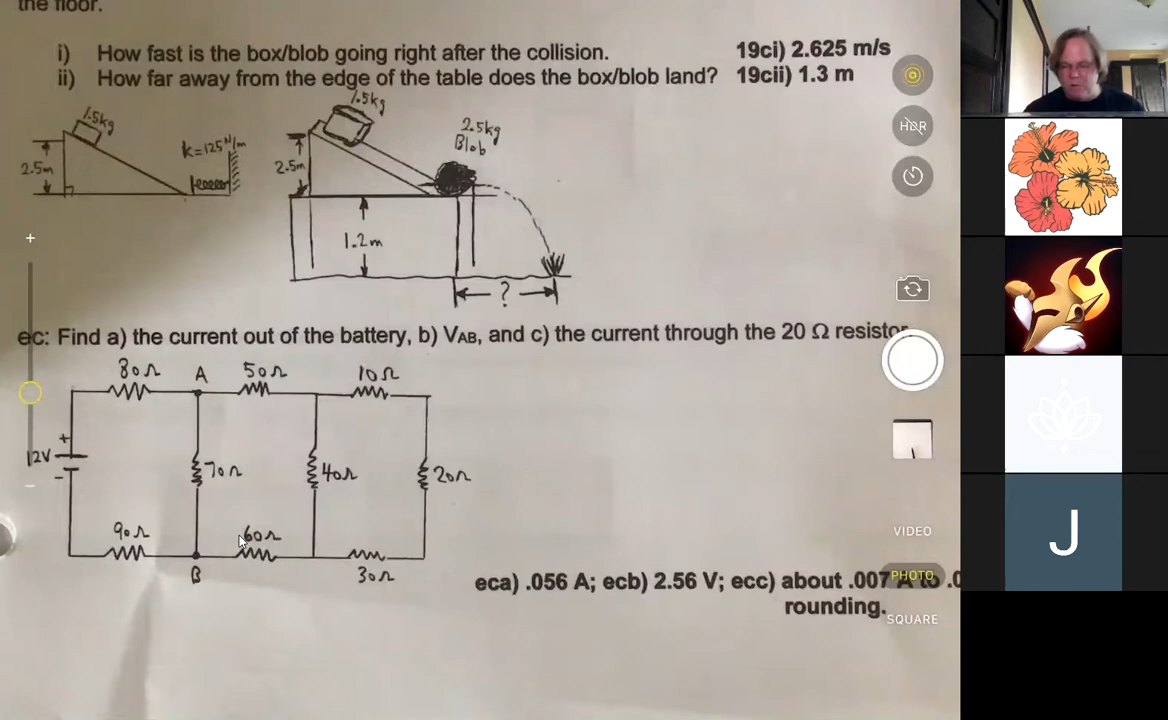 the floor.
i) How fast is the box/blob going right after the collision. 19ci) 2.625 m/s
ii) How far away from the edge of the table does the box/blob land? 19cii) 1.3 m
1.5kg
1.5kg
2.5kg
Blob
k=125 N/m
2.5m
2.5m
1.2m
?
ec: Find a) the current out of the battery, b) VAB, and c) the current through the 20 Ω resistor
80Ω A 50Ω 10Ω
+
12V
-
70Ω 40Ω 20Ω
90Ω 60Ω
B 30Ω
eca) .056 A; ecb) 2.56 V; ecc) about .007
rounding.
HDR
VIDEO
PHOTO
SQUARE
J